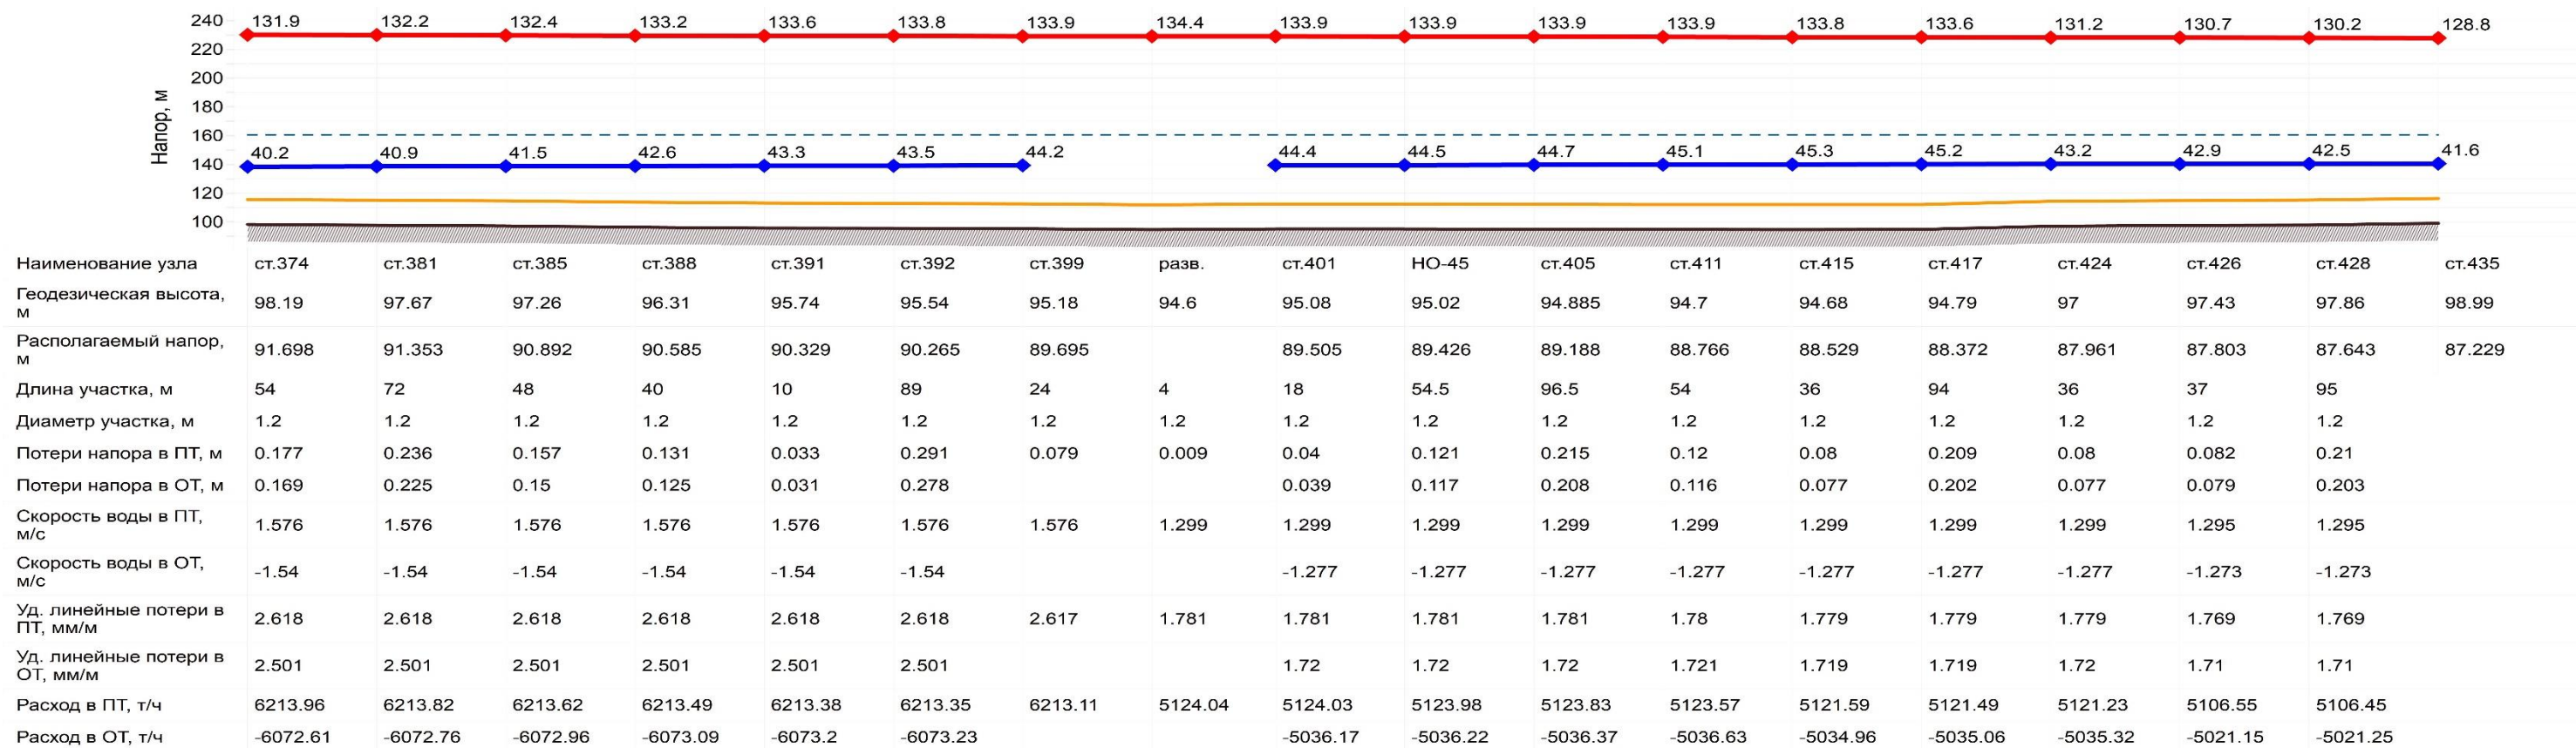 240 131.9 132.2 132.4 133.2 133.6 133.8 133.9 134.4 133.9 133.9 133.9 133.9 133.8 133.6 131.2 130.7 130.2 128.8
220
200
180
160
140 40.2 40.9 41.5 42.6 43.3 43.5 44.2 44.4 44.5 44.7 45.1 45.3 45.2 43.2 42.9 42.5 41.6
120
100
Напор, м
Наименование узла ст.374 ст.381 ст.385 ст.388 ст.391 ст.392 ст.399 разв. ст.401 НО-45 ст.405 ст.411 ст.415 ст.417 ст.424 ст.426 ст.428 ст.435
Геодезическая высота,
м 98.19 97.67 97.26 96.31 95.74 95.54 95.18 94.6 95.08 95.02 94.885 94.7 94.68 94.79 97 97.43 97.86 98.99
Располагаемый напор,
м 91.698 91.353 90.892 90.585 90.329 90.265 89.695 89.505 89.426 89.188 88.766 88.529 88.372 87.961 87.803 87.643 87.229
Длина участка, м 54 72 48 40 10 89 24 4 18 54.5 96.5 54 36 94 36 37 95
Диаметр участка, м 1.2 1.2 1.2 1.2 1.2 1.2 1.2 1.2 1.2 1.2 1.2 1.2 1.2 1.2 1.2 1.2 1.2
Потери напора в ПТ, м 0.177 0.236 0.157 0.131 0.033 0.291 0.079 0.009 0.04 0.121 0.215 0.12 0.08 0.209 0.08 0.082 0.21
Потери напора в ОТ, м 0.169 0.225 0.15 0.125 0.031 0.278 0.039 0.117 0.208 0.116 0.077 0.202 0.077 0.079 0.203
Скорость воды в ПТ,
м/с 1.576 1.576 1.576 1.576 1.576 1.576 1.576 1.299 1.299 1.299 1.299 1.299 1.299 1.299 1.299 1.295 1.295
Скорость воды в ОТ,
м/с -1.54 -1.54 -1.54 -1.54 -1.54 -1.54 -1.277 -1.277 -1.277 -1.277 -1.277 -1.277 -1.277 -1.273 -1.273
Уд. линейные потери в
ПТ, мм/м 2.618 2.618 2.618 2.618 2.618 2.618 2.617 1.781 1.781 1.781 1.781 1.78 1.779 1.779 1.779 1.769 1.769
Уд. линейные потери в
ОТ, мм/м 2.501 2.501 2.501 2.501 2.501 2.501 1.72 1.72 1.72 1.721 1.719 1.719 1.72 1.71 1.71
Расход в ПТ, т/ч 6213.96 6213.82 6213.62 6213.49 6213.38 6213.35 6213.11 5124.04 5124.03 5123.98 5123.83 5123.57 5121.59 5121.49 5121.23 5106.55 5106.45
Расход в ОТ, т/ч -6072.61 -6072.76 -6072.96 -6073.09 -6073.2 -6073.23 -5036.17 -5036.22 -5036.37 -5036.63 -5034.96 -5035.06 -5035.32 -5021.15 -5021.25